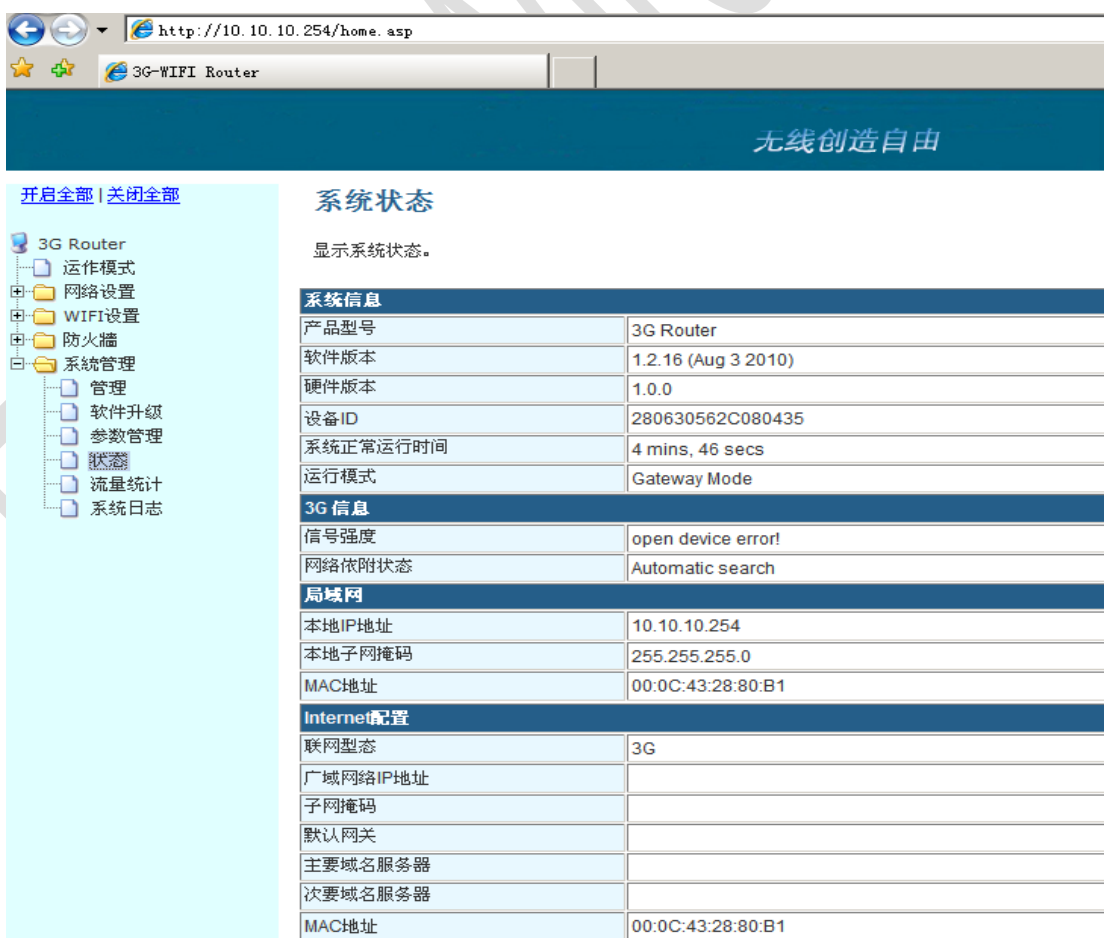 http://10.10.10.254/home.asp
3G-WIFI Router
无线创造自由
开启全部 | 关闭全部
3G Router
运作模式
网络设置
WIFI设置
防火牆
系统管理
管理
软件升级
参数管理
状态
流量统计
系统日志
系统状态
显示系统状态。
系统信息
产品型号 3G Router
软件版本 1.2.16 (Aug 3 2010)
硬件版本 1.0.0
设备ID 280630562C080435
系统正常运行时间 4 mins, 46 secs
运行模式 Gateway Mode
3G 信息
信号强度 open device error!
网络依附状态 Automatic search
局域网
本地IP地址 10.10.10.254
本地子网掩码 255.255.255.0
MAC地址 00:0C:43:28:80:B1
Internet配置
联网型态 3G
广域网络IP地址
子网掩码
默认网关
主要域名服务器
次要域名服务器
MAC地址 00:0C:43:28:80:B1